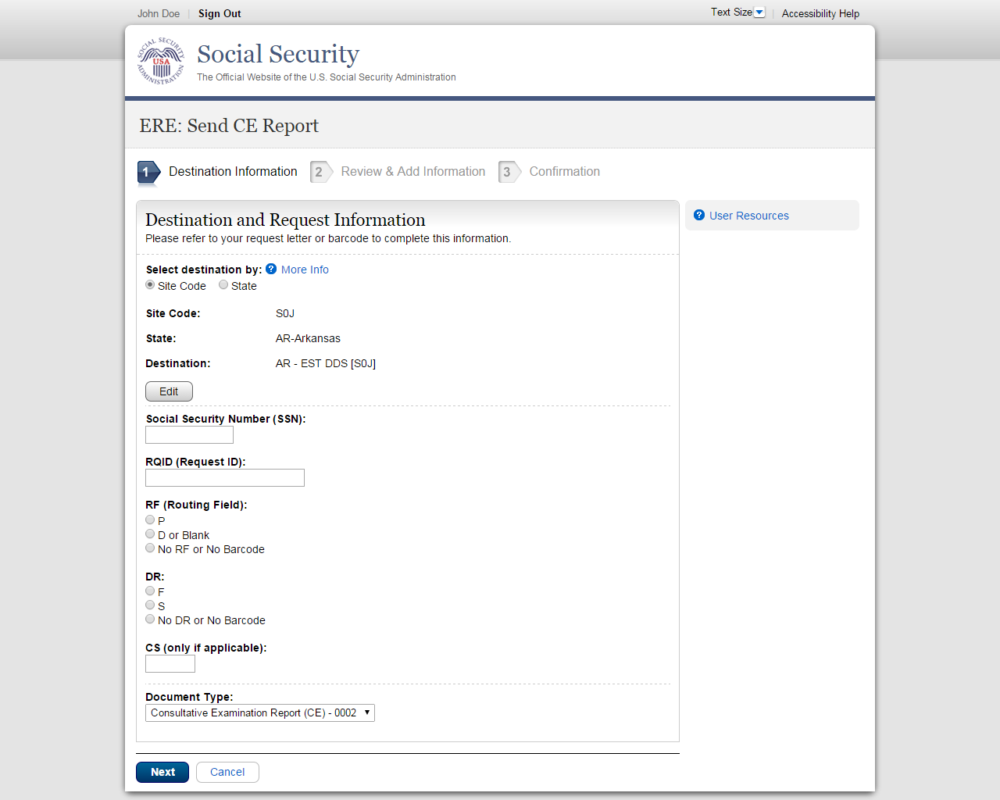 John Doe | Sign Out Text Size | Accessibility Help
SOCIAL SECURITY ADMINISTRATION
USA
Social Security
The Official Website of the U.S. Social Security Administration
ERE: Send CE Report
1 Destination Information 2 Review & Add Information 3 Confirmation
Destination and Request Information
Please refer to your request letter or barcode to complete this information.
? User Resources
Select destination by: ? More Info
Site Code State
Site Code: S0J
State: AR-Arkansas
Destination: AR - EST DDS [S0J]
Edit
Social Security Number (SSN):
RQID (Request ID):
RF (Routing Field):
P
D or Blank
No RF or No Barcode
DR:
F
S
No DR or No Barcode
CS (only if applicable):
Document Type:
Consultative Examination Report (CE) - 0002
Next Cancel